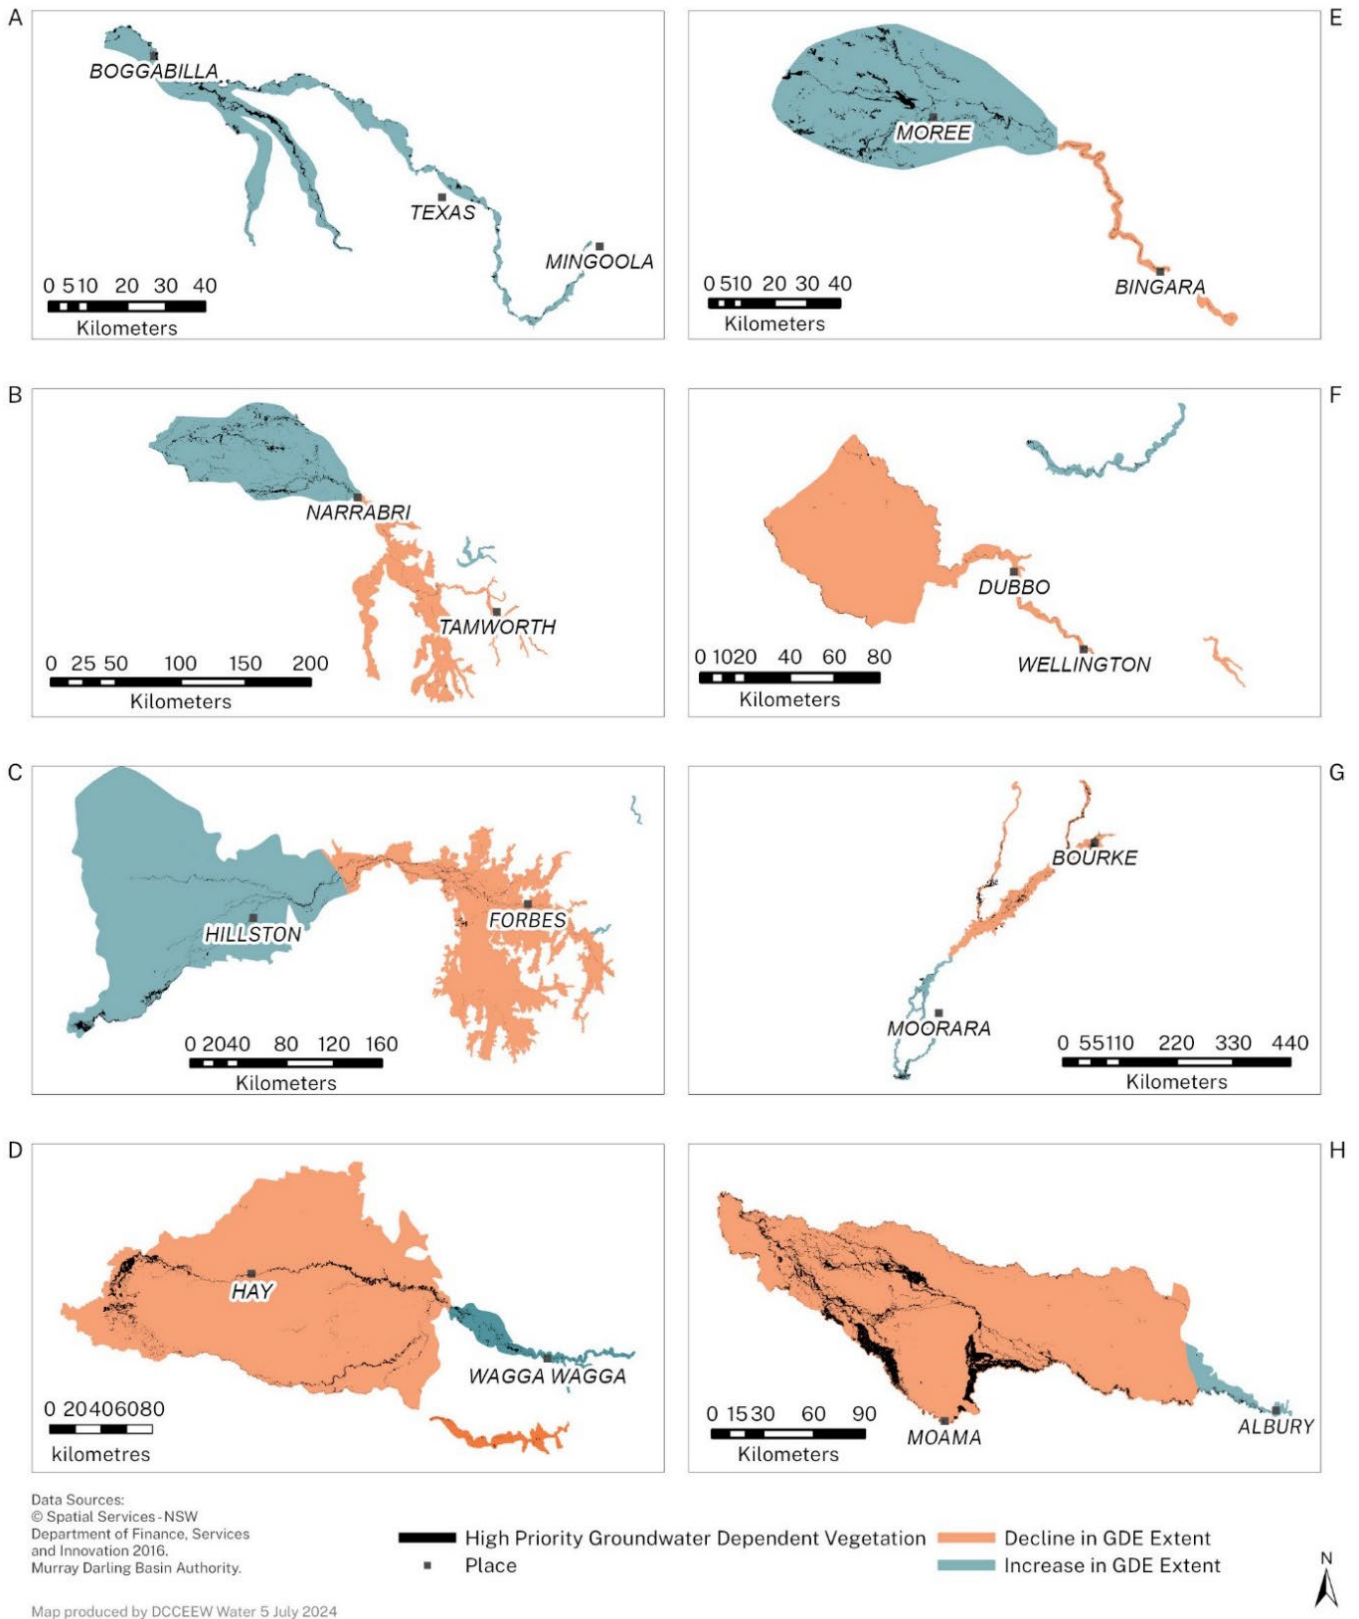 A
BOGGABILLA
TEXAS
MINGOOLA
0 5 10 20 30 40
Kilometers
E
MOREE
BINGARA
0 5 10 20 30 40
Kilometers
B
NARRABRI
TAMWORTH
0 25 50 100 150 200
Kilometers
F
DUBBO
WELLINGTON
0 10 20 40 60 80
Kilometers
C
HILLSTON
FORBES
0 20 40 80 120 160
Kilometers
G
BOURKE
MOORARA
0 55 110 220 330 440
Kilometers
D
HAY
WAGGA WAGGA
0 20 40 60 80
kilometres
H
MOAMA
ALBURY
0 15 30 60 90
Kilometers
Data Sources:
© Spatial Services - NSW
Department of Finance, Services
and Innovation 2016.
Murray Darling Basin Authority.
High Priority Groundwater Dependent Vegetation
Place
Decline in GDE Extent
Increase in GDE Extent
N
Map produced by DCCEEW Water 5 July 2024